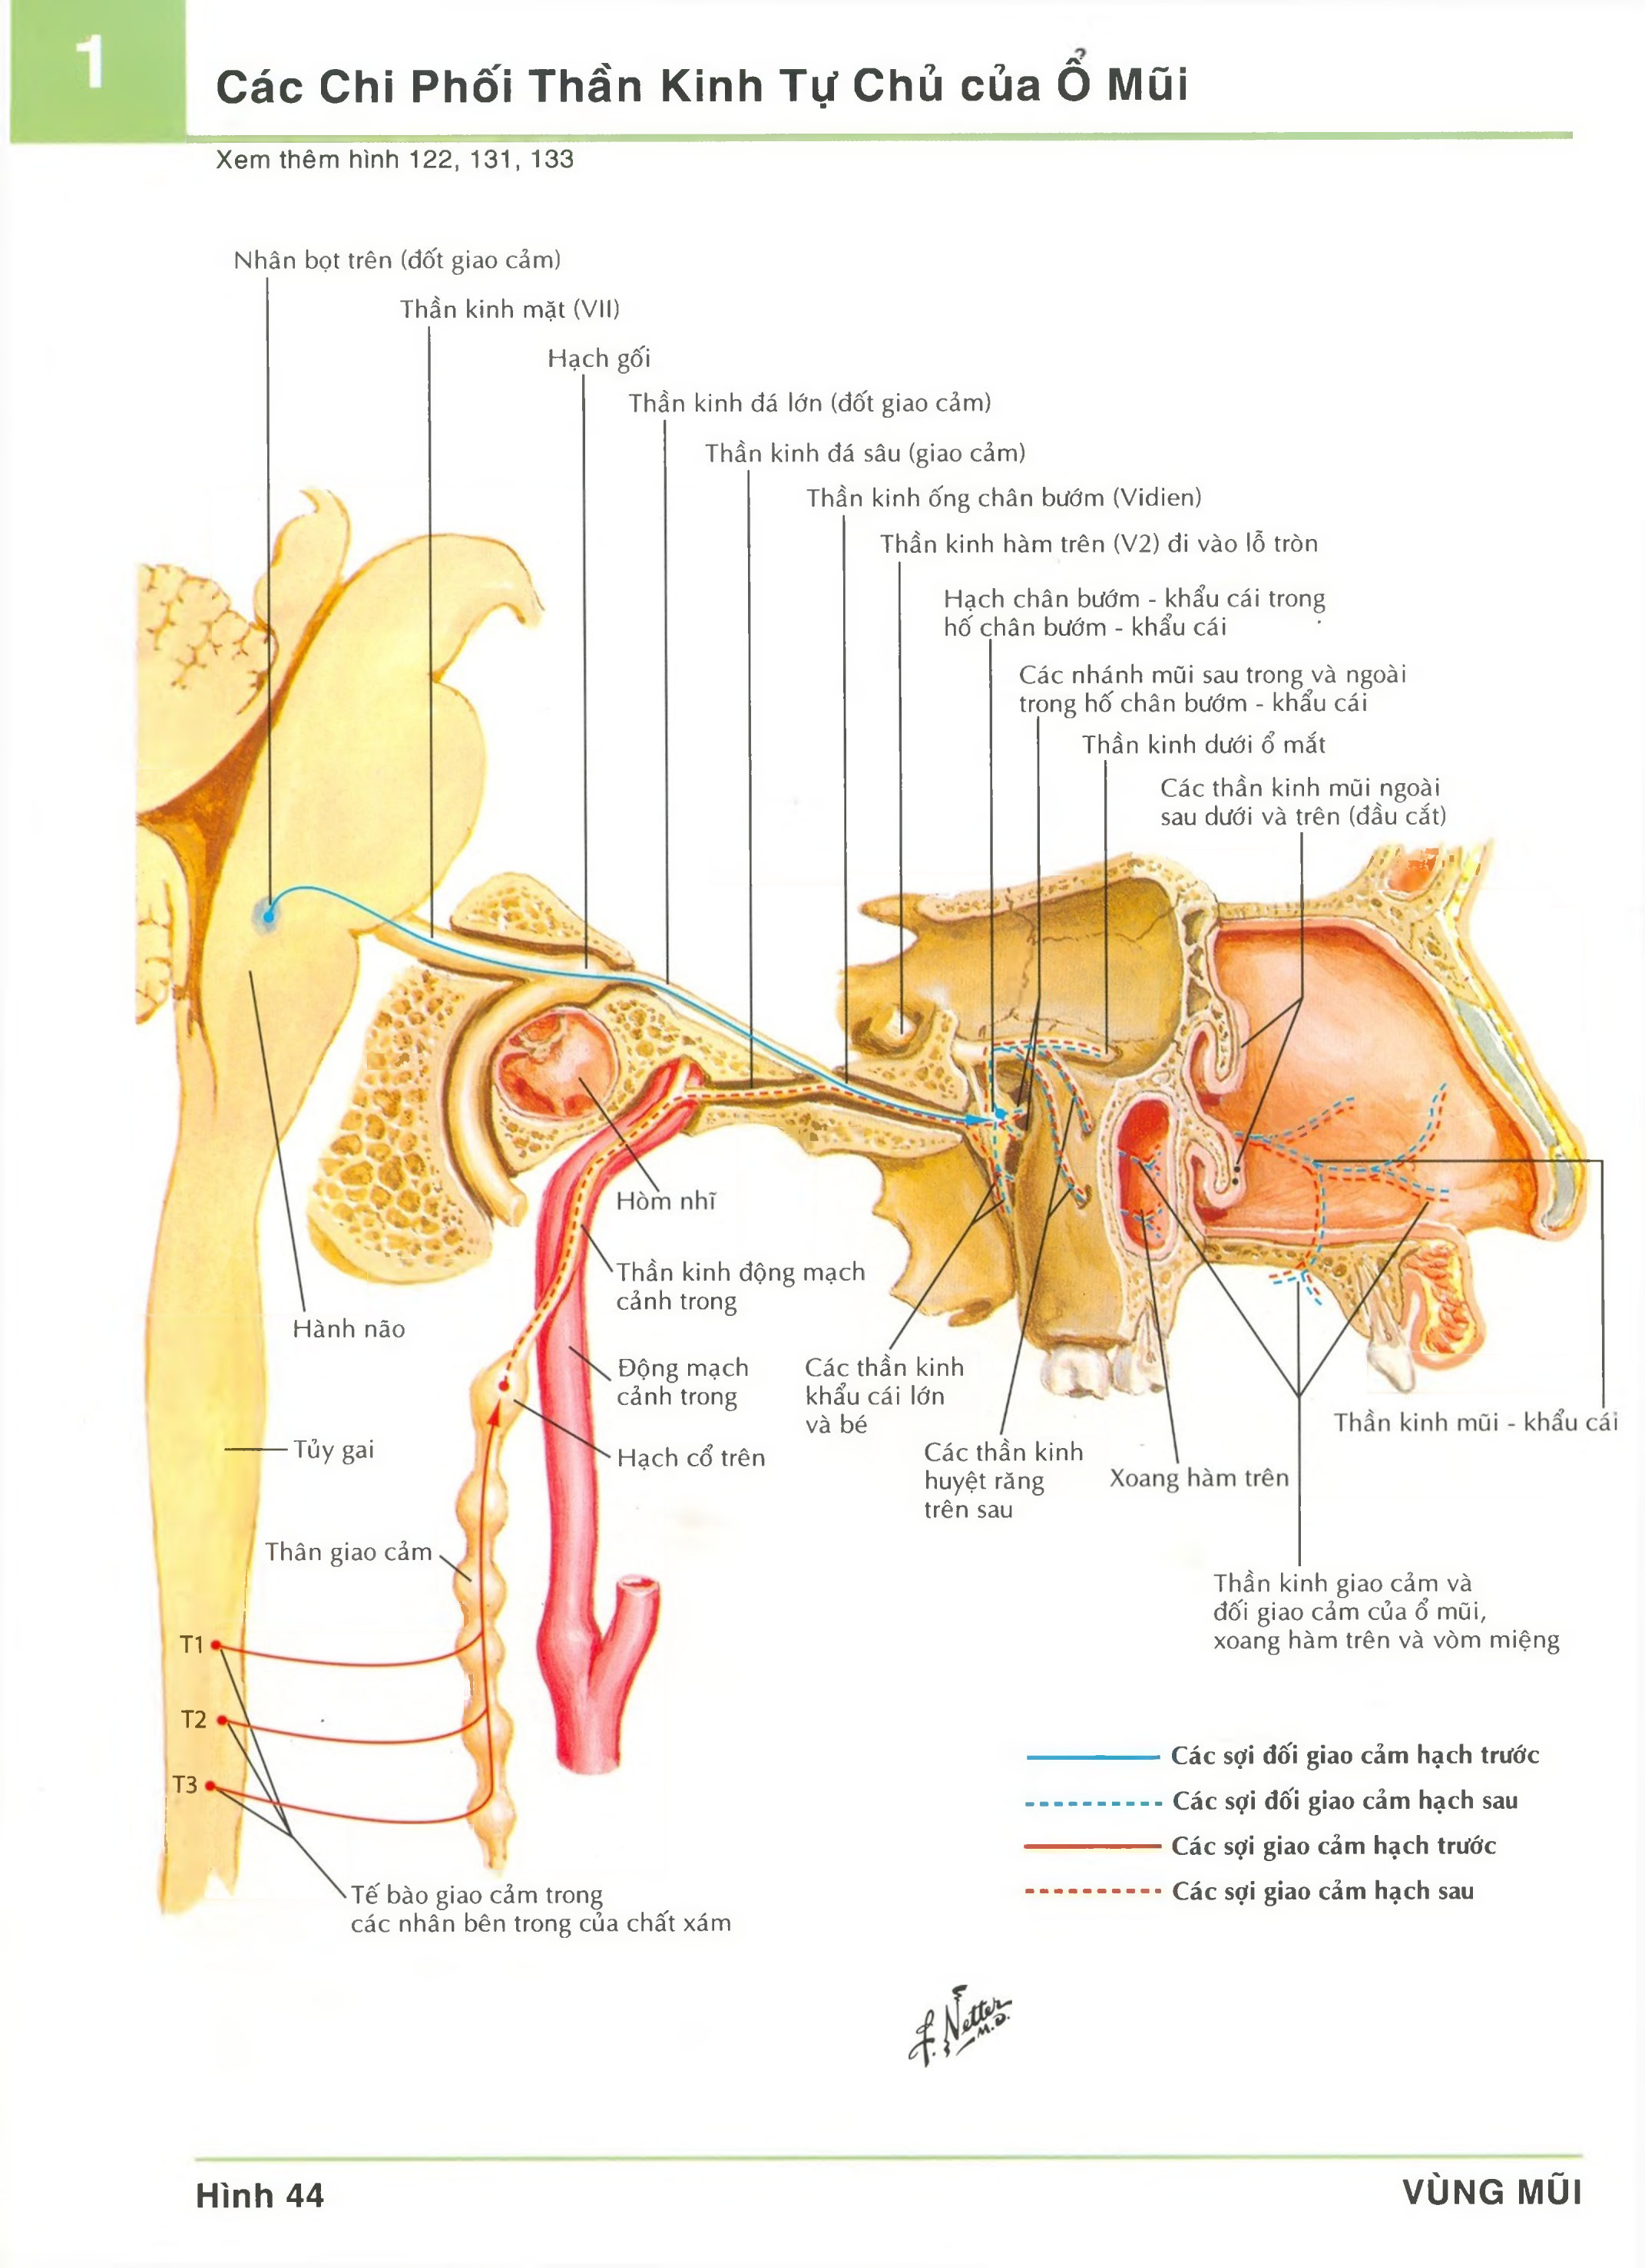 1
Các Chi Phối Thần Kinh Tự Chủ của Ổ Mũi
Xem thêm hình 122, 131, 133
Nhân bọt trên (đốt giao cảm)
Thần kinh mặt (VII)
Hạch gối
Thần kinh đá lớn (đốt giao cảm)
Thần kinh đá sâu (giao cảm)
Thần kinh ống chân bướm (Vidien)
Thần kinh hàm trên (V2) đi vào lỗ tròn
Hạch chân bướm - khẩu cái trong
hố chân bướm - khẩu cái
Các nhánh mũi sau trong và ngoài
trong hố chân bướm - khẩu cái
Thần kinh dưới ổ mắt
Các thần kinh mũi ngoài
sau dưới và trên (đầu cắt)
Hòm nhĩ
Thần kinh động mạch
cảnh trong
Hành não
Động mạch
cảnh trong
Các thần kinh
khẩu cái lớn
và bé
Thần kinh mũi - khẩu cái
Tủy gai
Hạch cổ trên
Các thần kinh
huyệt răng
trên sau
Xoang hàm trên
Thân giao cảm
Thần kinh giao cảm và
đối giao cảm của ổ mũi,
xoang hàm trên và vòm miệng
T1
T2
T3
Các sợi đối giao cảm hạch trước
Các sợi đối giao cảm hạch sau
Các sợi giao cảm hạch trước
Các sợi giao cảm hạch sau
Tế bào giao cảm trong
các nhân bên trong của chất xám
F. Netter
M.D.
Hình 44
VÙNG MŨI